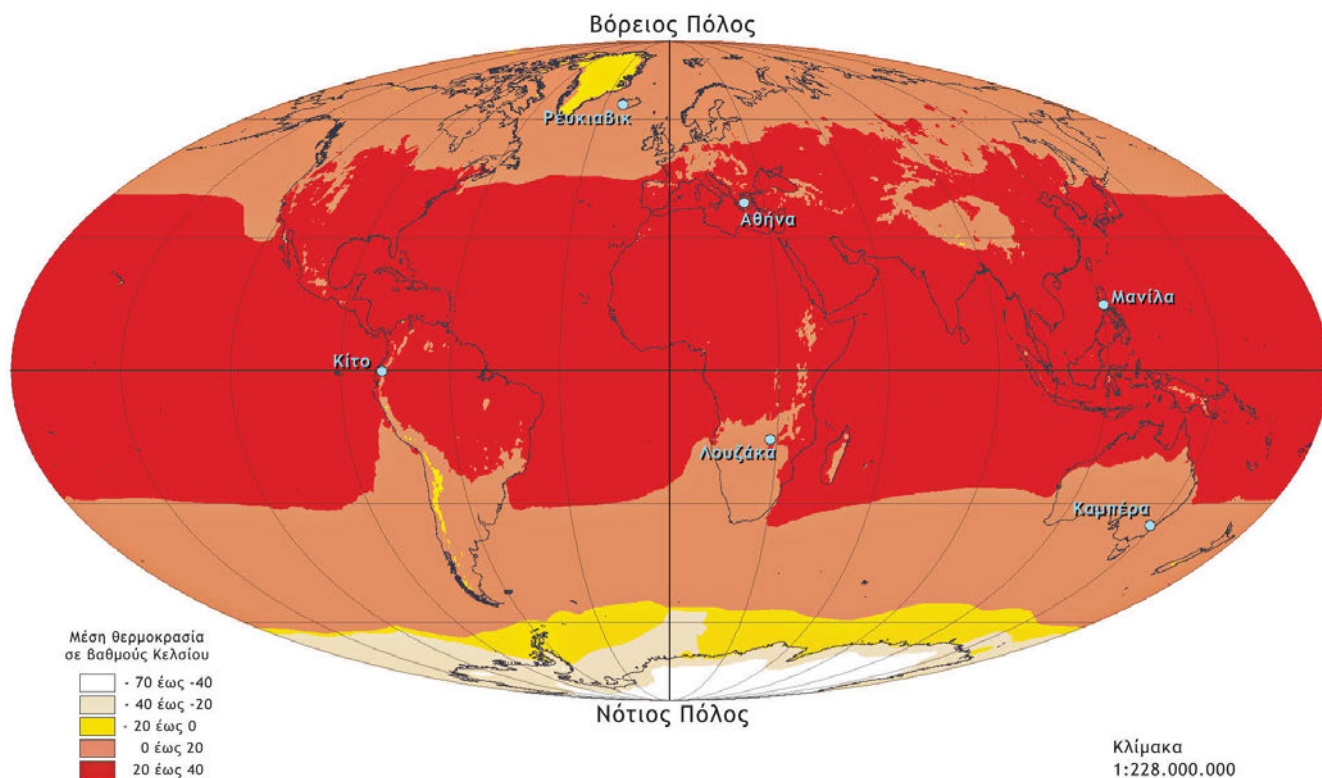 Βόρειος Πόλος
Ρέυκιαβικ
Αθήνα
Μανίλα
Κίτο
Λουζάκα
Καμπέρα
Μέση θερμοκρασία
σε βαθμούς Κελσίου
- 70 έως -40
- 40 έως -20
- 20 έως 0
0 έως 20
20 έως 40
Νότιος Πόλος
Κλίμακα
1:228.000.000